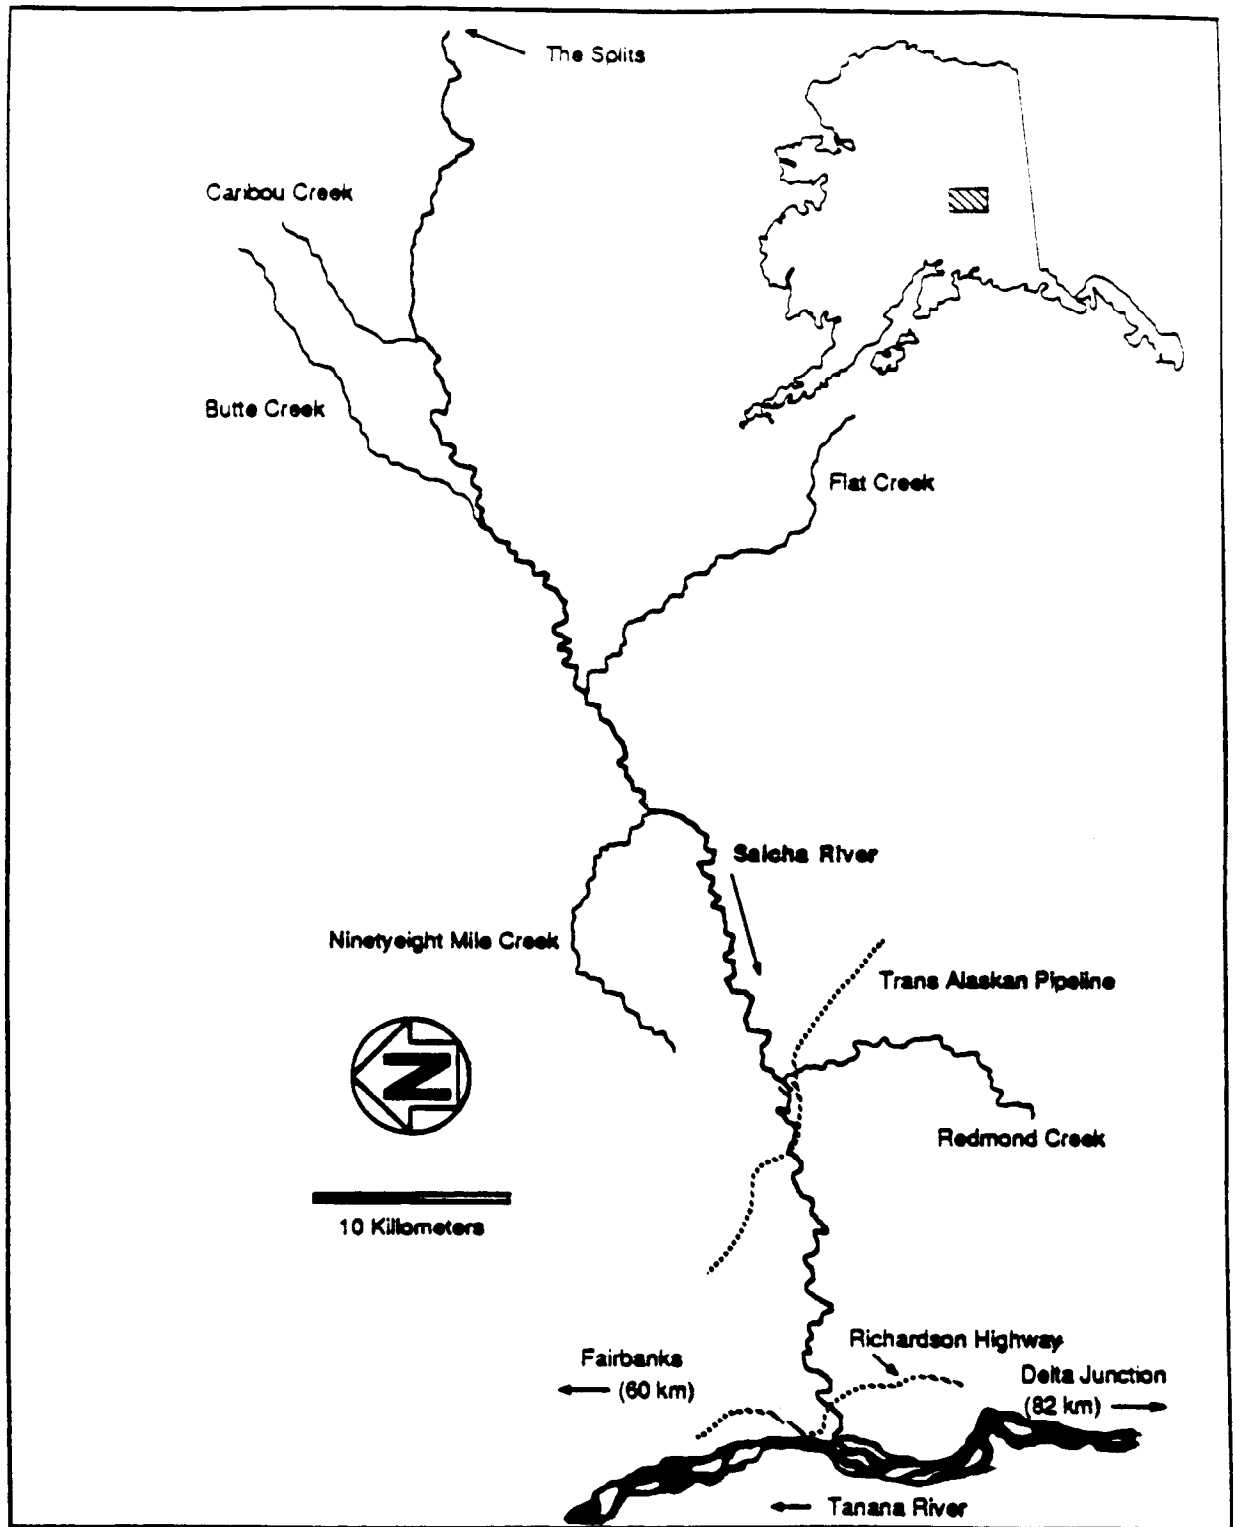 The Splits
Caribou Creek
Butte Creek
Flat Creek
Salcha River
Ninetyeight Mile Creek
Trans Alaskan Pipeline
N
Redmond Creek
10 Killometers
Richardson Highway
Fairbanks
(60 km)
Delta Junction
(82 km)
Tanana River